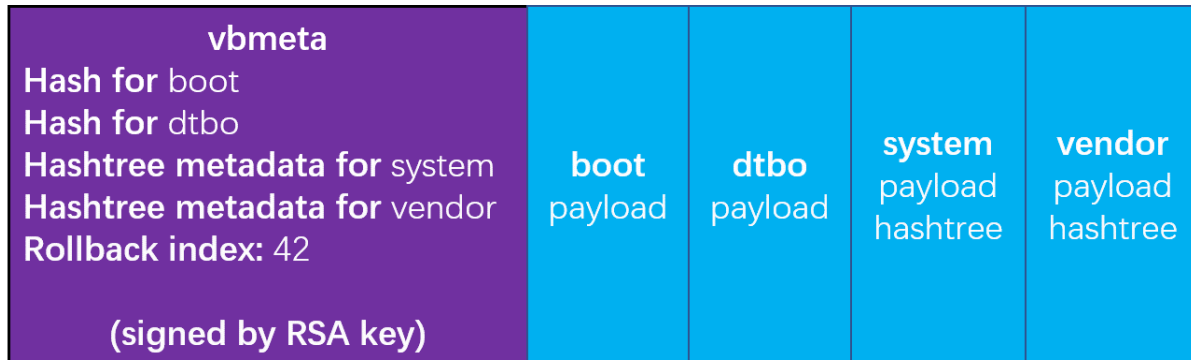 vbmeta
Hash for boot
Hash for dtbo
Hashtree metadata for system
Hashtree metadata for vendor
Rollback index: 42
(signed by RSA key)
boot
payload
dtbo
payload
system
payload
hashtree
vendor
payload
hashtree